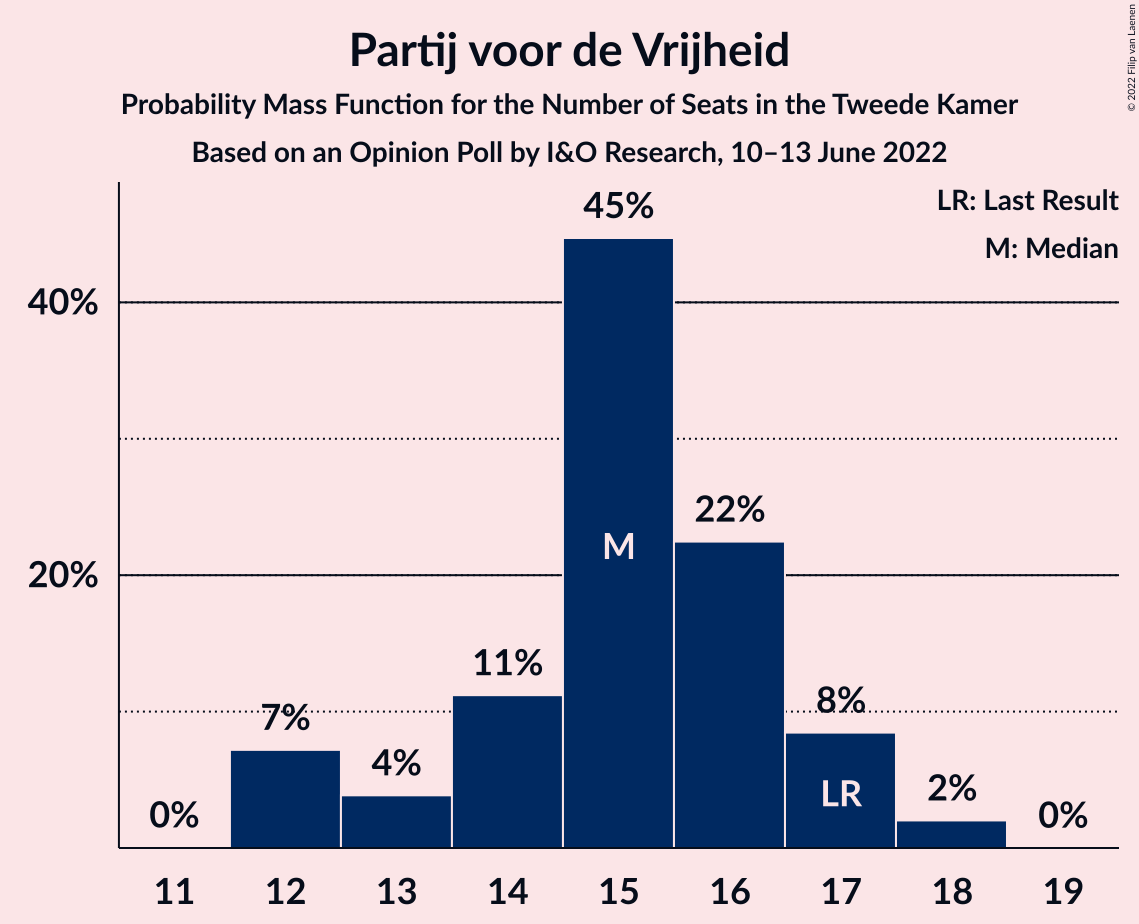 Partij voor de Vrijheid
Probability Mass Function for the Number of Seats in the Tweede Kamer
Based on an Opinion Poll by I&O Research, 10–13 June 2022
© 2022 Filip van Laenen
LR: Last Result
M: Median
40%
20%
0%
7%
4%
11%
45%
22%
8%
2%
0%
M
LR
11 12 13 14 15 16 17 18 19